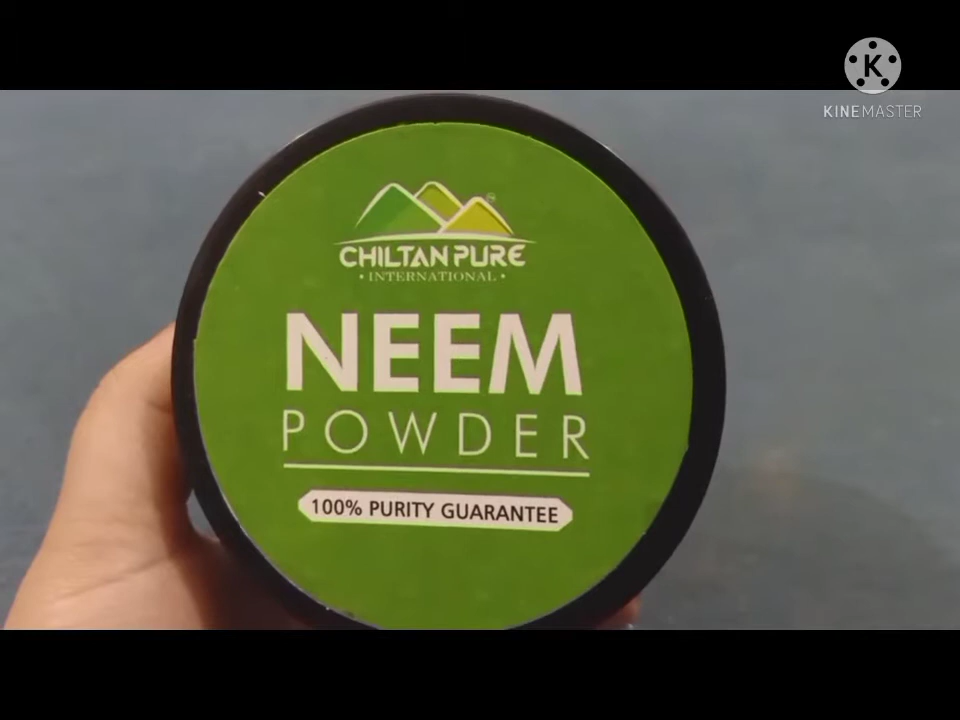 KINEMASTER
CHILTAN PURE
• INTERNATIONAL •
NEEM
POWDER
100% PURITY GUARANTEE